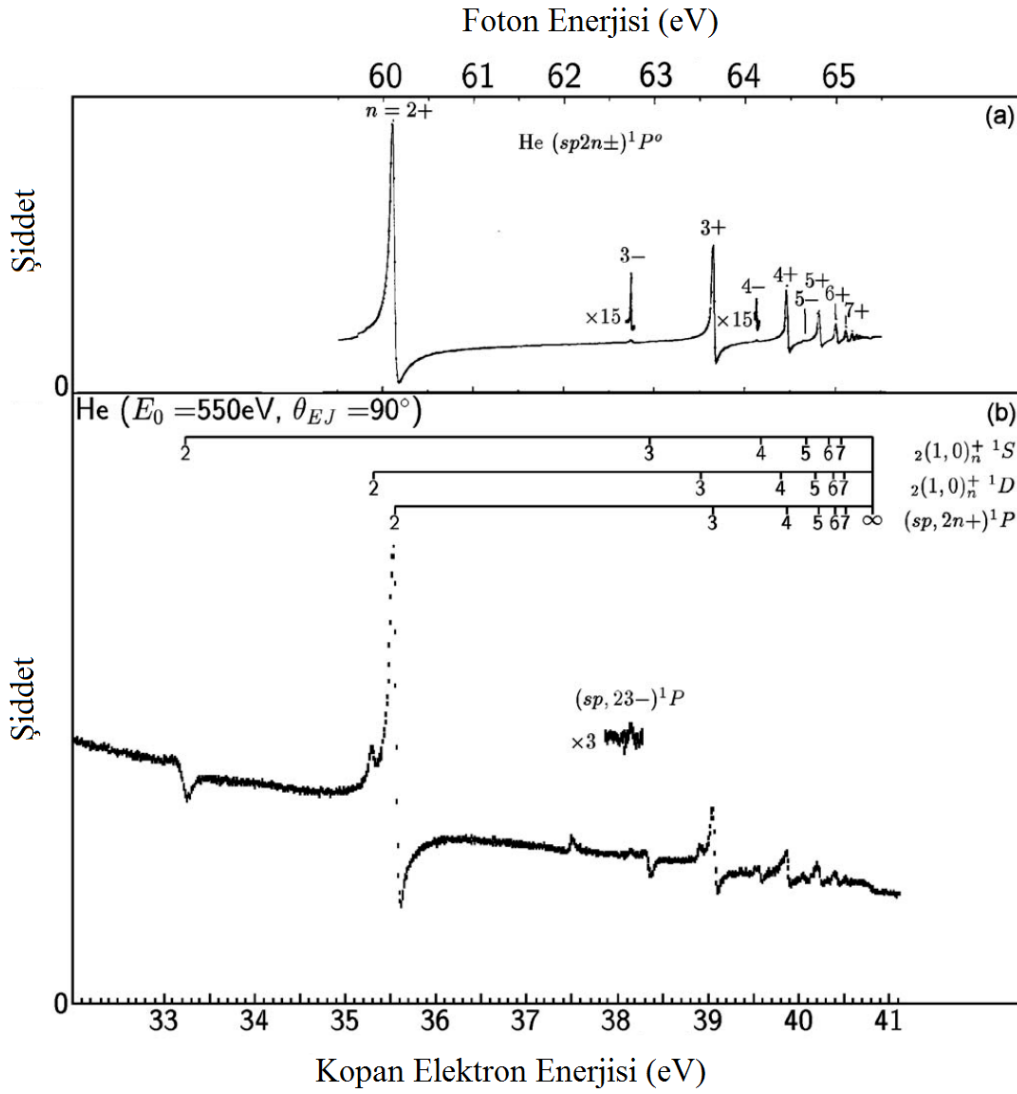 Foton Enerjisi (eV)
60 61 62 63 64 65
n = 2+
(a)
He (sp2n±)¹Pᵒ
Şiddet
3−
×15
3+
4−
×15
4+
5−
5+
6+
7+
0
He (E₀ =550eV, θ_EJ =90°)
(b)
2 3 4 5 6 7
₂(1,0)ₙ⁺ ¹S
2 3 4 5 6 7
₂(1,0)ₙ⁺ ¹D
2 3 4 5 6 7 ∞
(sp, 2n+)¹P
Şiddet
(sp, 23−)¹P
×3
0
33 34 35 36 37 38 39 40 41
Kopan Elektron Enerjisi (eV)